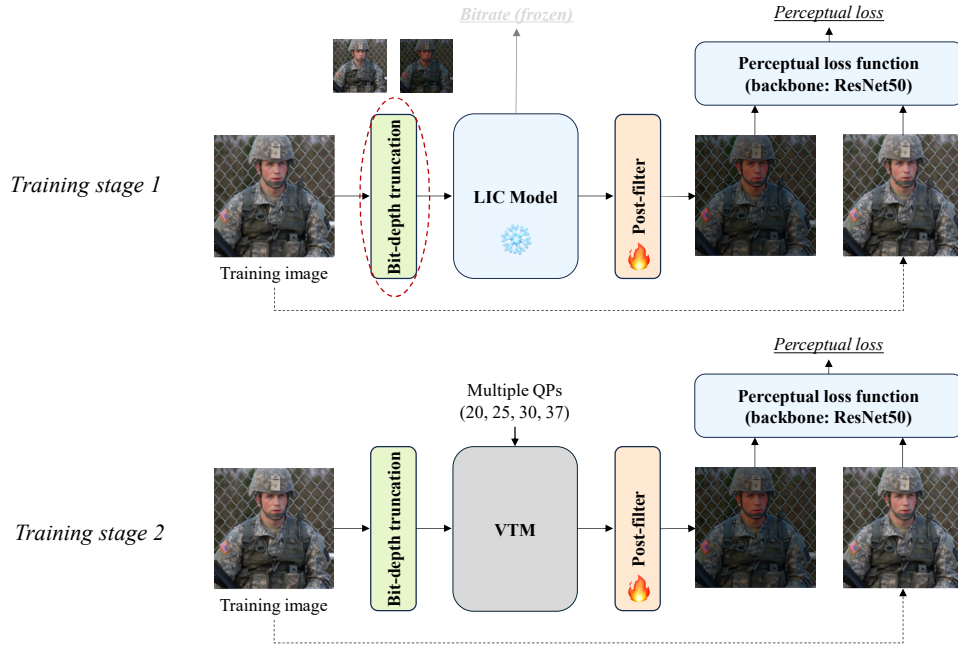 Bitrate (frozen)
Perceptual loss
Perceptual loss function
(backbone: ResNet50)
Training stage 1
Bit-depth truncation
LIC Model
Post-filter
Training image
Perceptual loss
Multiple QPs
(20, 25, 30, 37)
Perceptual loss function
(backbone: ResNet50)
Training stage 2
Bit-depth truncation
VTM
Post-filter
Training image